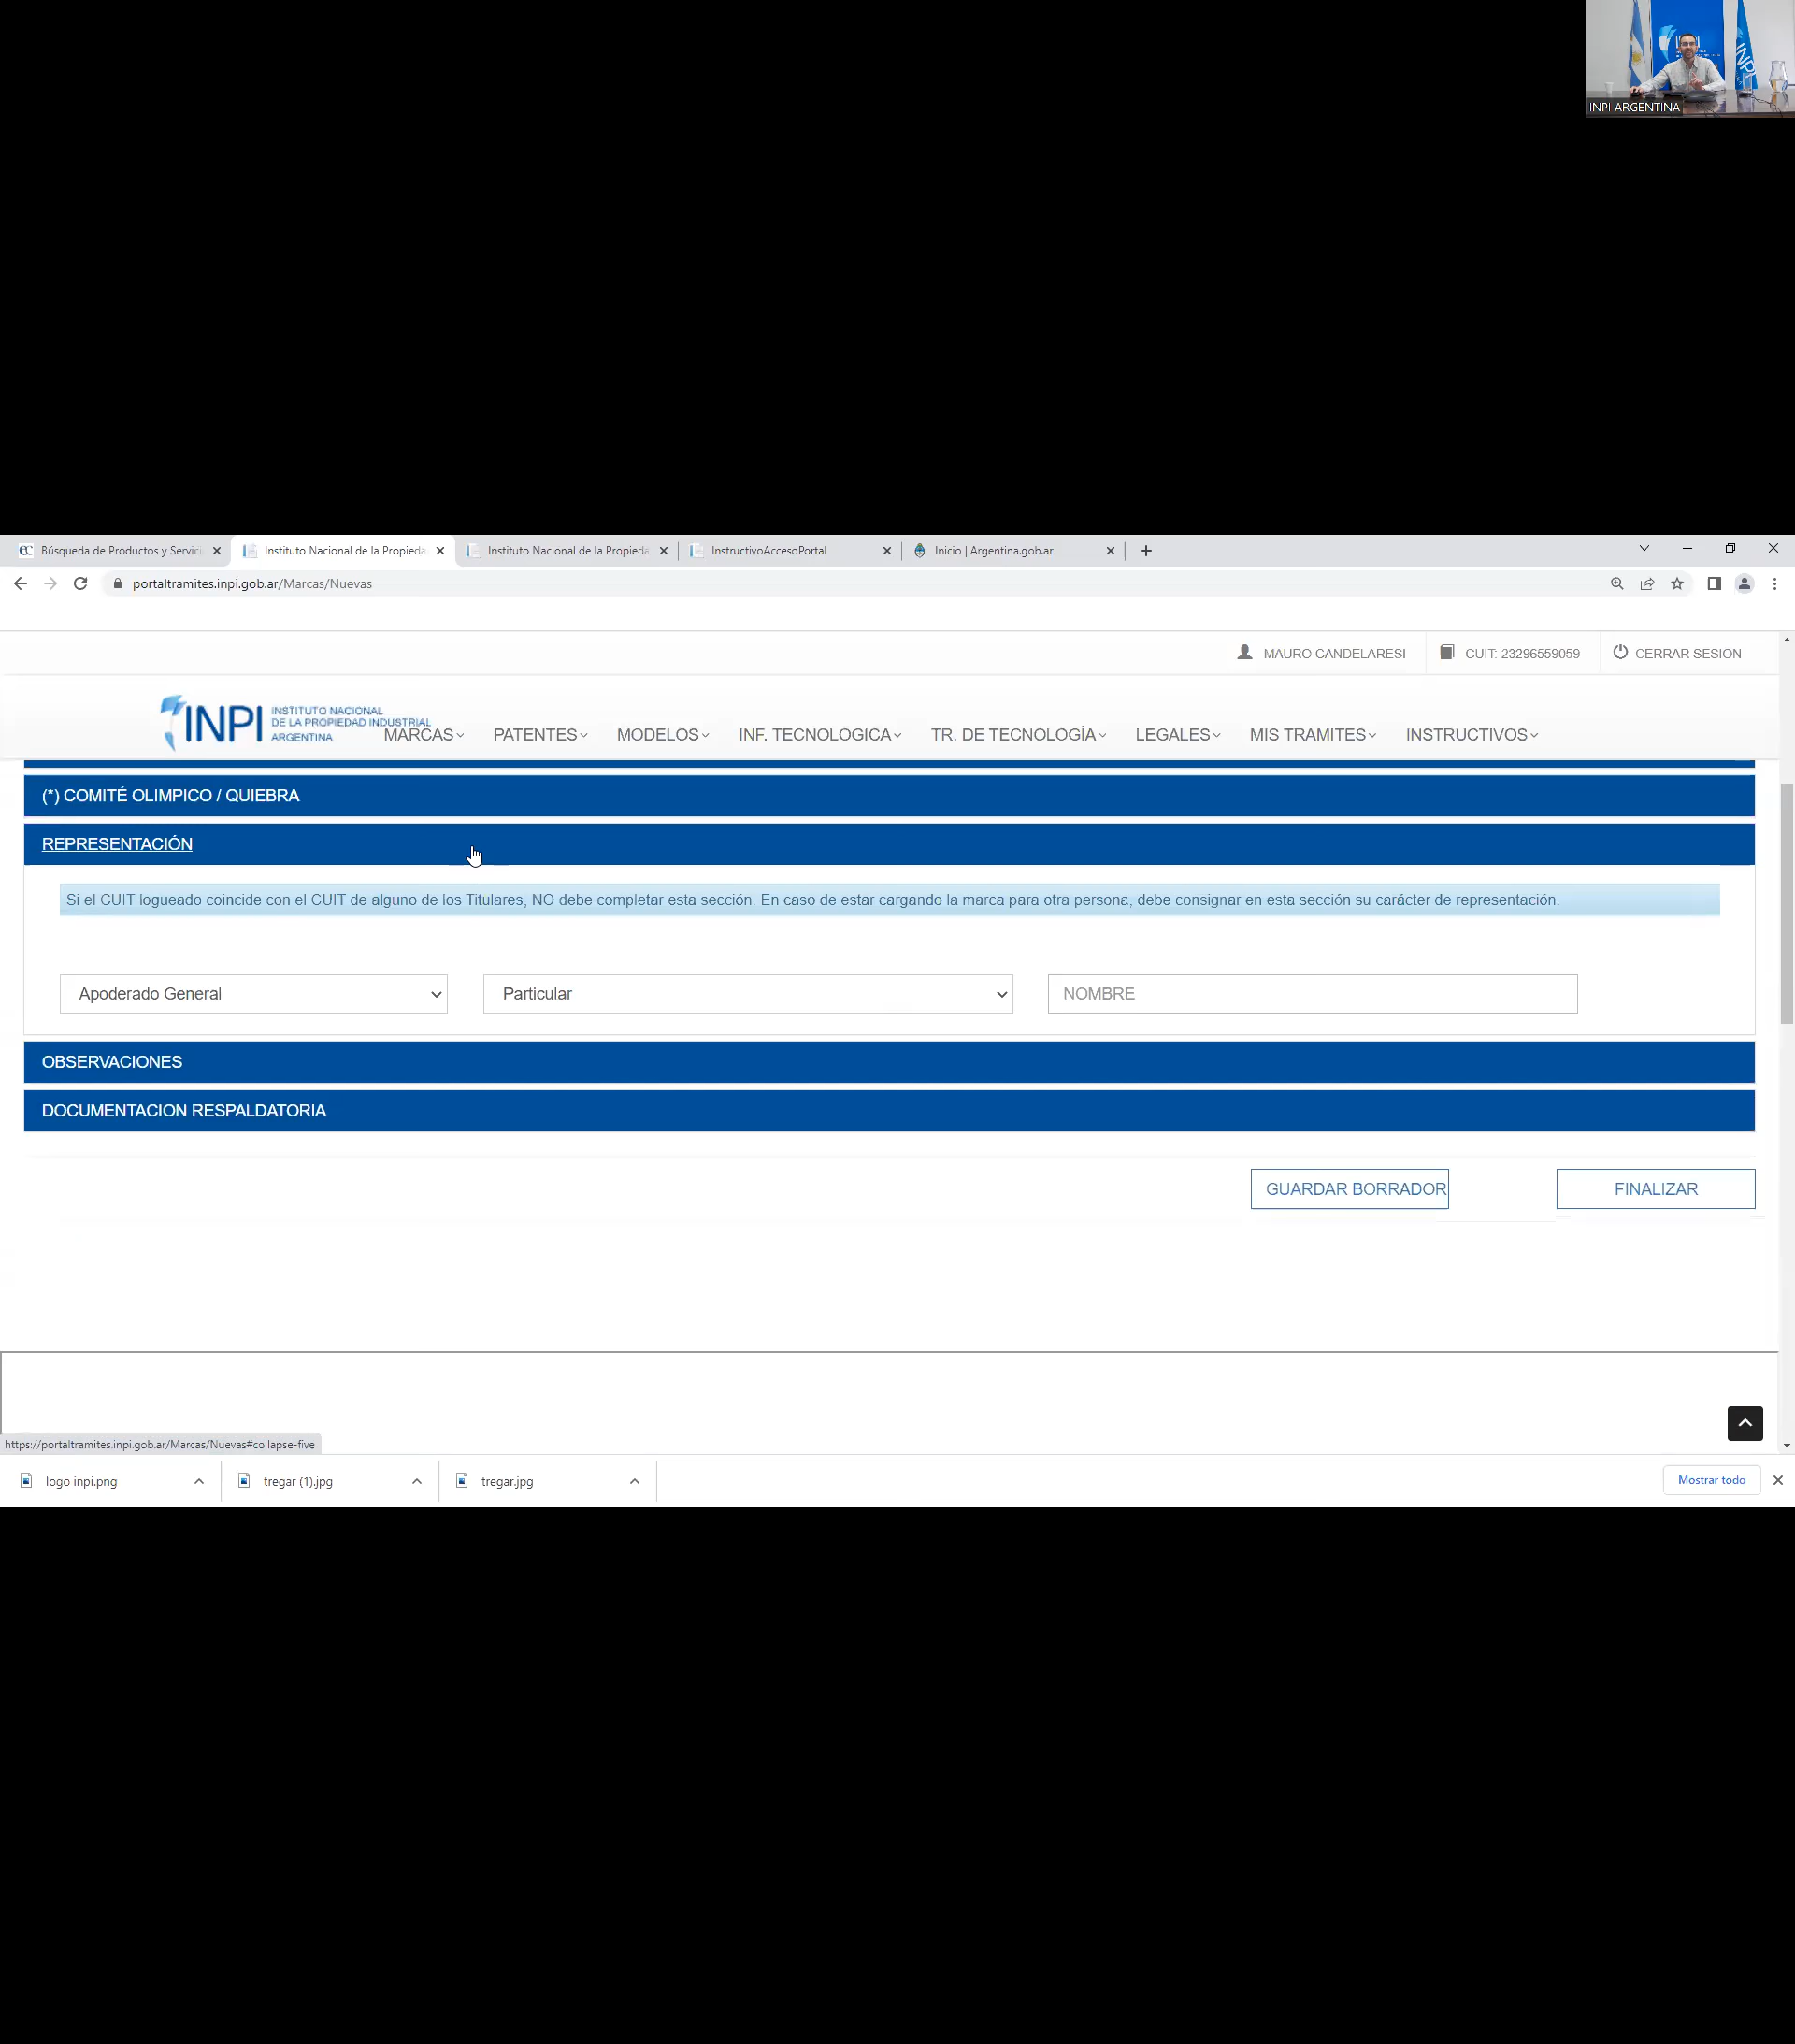 INPI
INPI ARGENTINA
Búsqueda de Productos y Servici
Instituto Nacional de la Propieda
Instituto Nacional de la Propieda
InstructivoAccesoPortal
Inicio | Argentina.gob.ar
portaltramites.inpi.gob.ar/Marcas/Nuevas
MAURO CANDELARESI
CUIT: 23296559059
CERRAR SESION
INPI
INSTITUTO NACIONAL
DE LA PROPIEDAD INDUSTRIAL
ARGENTINA
MARCAS
PATENTES
MODELOS
INF. TECNOLOGICA
TR. DE TECNOLOGÍA
LEGALES
MIS TRAMITES
INSTRUCTIVOS
(*) COMITÉ OLIMPICO / QUIEBRA
REPRESENTACIÓN
Si el CUIT logueado coincide con el CUIT de alguno de los Titulares, NO debe completar esta sección. En caso de estar cargando la marca para otra persona, debe consignar en esta sección su carácter de representación.
Apoderado General
Particular
NOMBRE
OBSERVACIONES
DOCUMENTACION RESPALDATORIA
GUARDAR BORRADOR
FINALIZAR
https://portaltramites.inpi.gob.ar/Marcas/Nuevas#collapse-five
logo inpi.png
tregar (1).jpg
tregar.jpg
Mostrar todo